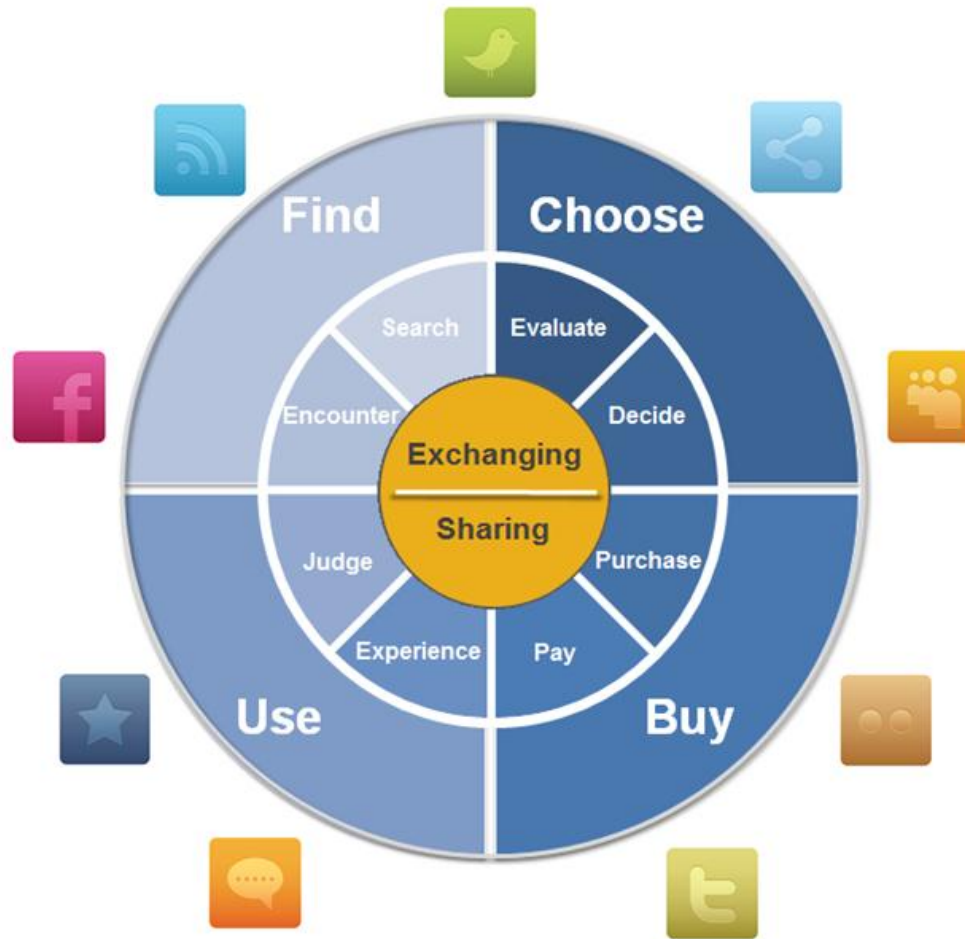 Find
Choose
Search
Evaluate
Encounter
Decide
Exchanging
Sharing
Judge
Purchase
Experience
Pay
Use
Buy
f
t